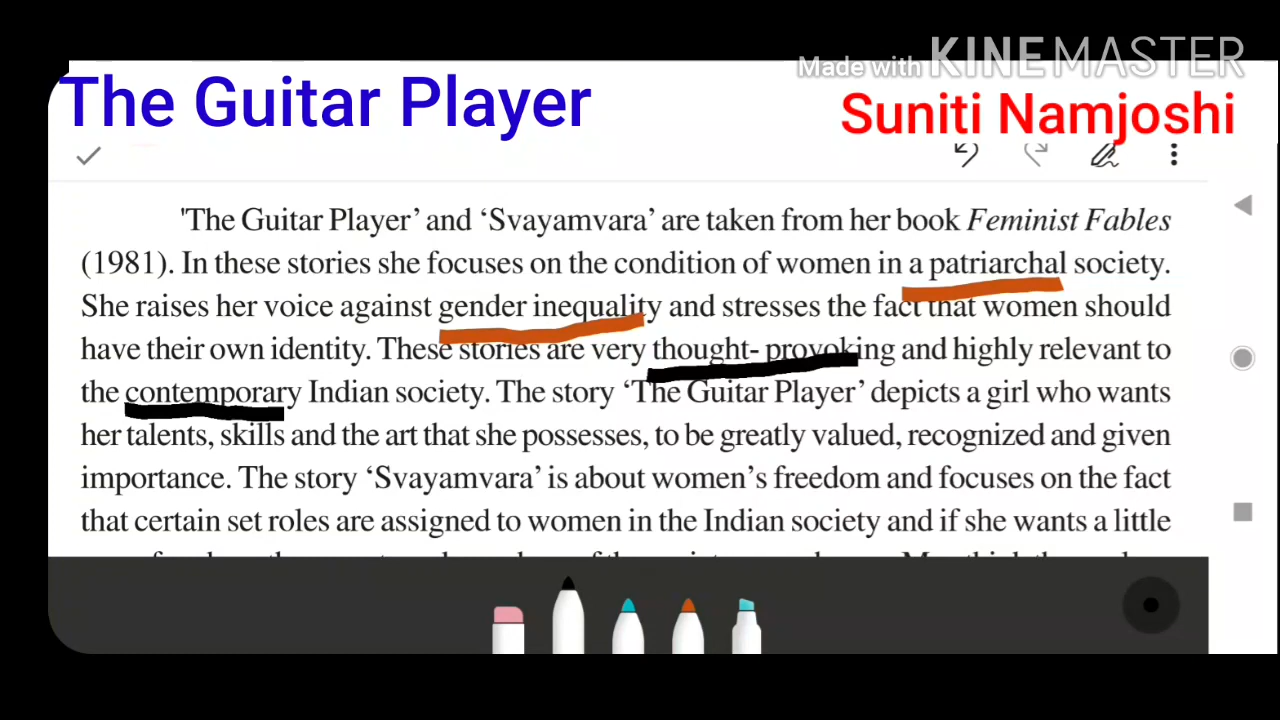 Made with KINEMASTER
The Guitar Player
Suniti Namjoshi
'The Guitar Player' and ‘Svayamvara’ are taken from her book Feminist Fables
(1981). In these stories she focuses on the condition of women in a patriarchal society.
She raises her voice against gender inequality and stresses the fact that women should
have their own identity. These stories are very thought- provoking and highly relevant to
the contemporary Indian society. The story ‘The Guitar Player’ depicts a girl who wants
her talents, skills and the art that she possesses, to be greatly valued, recognized and given
importance. The story ‘Svayamvara’ is about women’s freedom and focuses on the fact
that certain set roles are assigned to women in the Indian society and if she wants a little